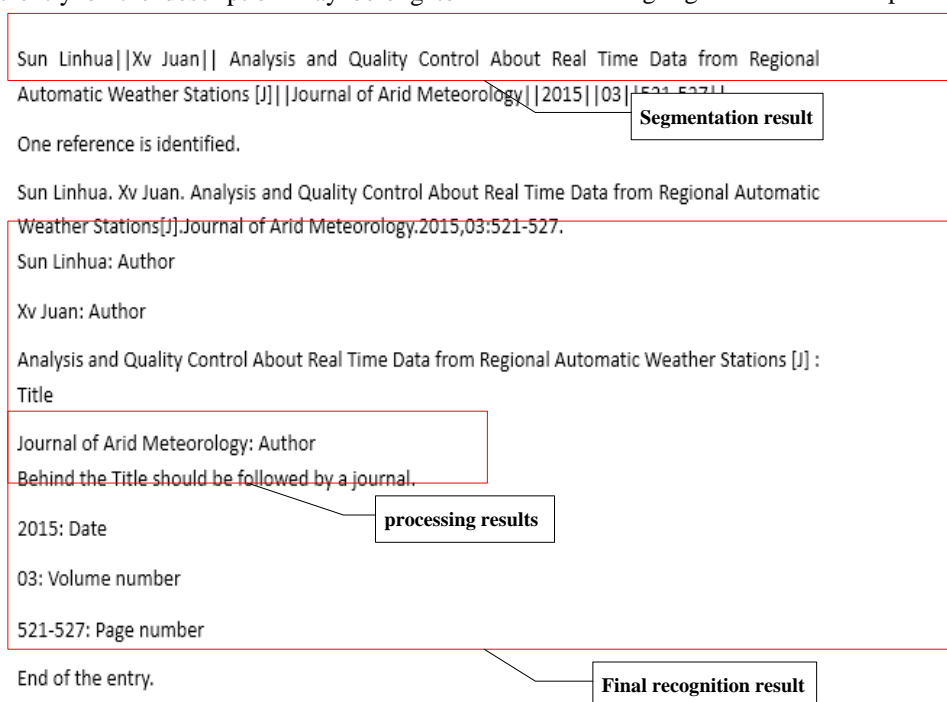 Sun Linhua||Xv Juan|| Analysis and Quality Control About Real Time Data from Regional
Automatic Weather Stations [J]||Journal of Arid Meteorology||2015||03||521-527||
Segmentation result
One reference is identified.
Sun Linhua. Xv Juan. Analysis and Quality Control About Real Time Data from Regional Automatic
Weather Stations[J].Journal of Arid Meteorology.2015,03:521-527.
Sun Linhua: Author
Xv Juan: Author
Analysis and Quality Control About Real Time Data from Regional Automatic Weather Stations [J] :
Title
Journal of Arid Meteorology: Author
Behind the Title should be followed by a journal.
processing results
2015: Date
03: Volume number
521-527: Page number
End of the entry.
Final recognition result